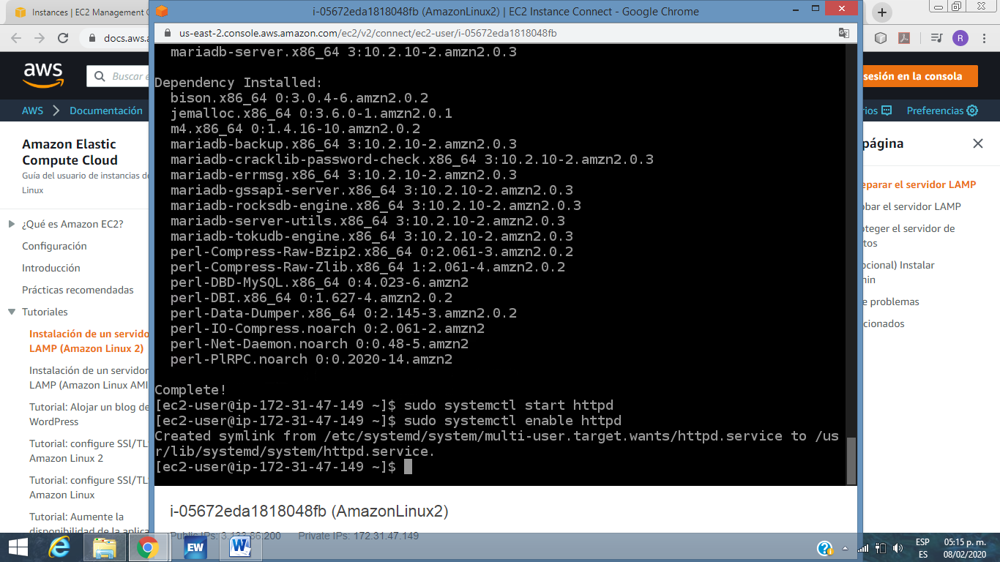 Instances | EC2 Management C
i-05672eda1818048fb (AmazonLinux2) | EC2 Instance Connect - Google Chrome
docs.aws.a
us-east-2.console.aws.amazon.com/ec2/v2/connect/ec2-user/i-05672eda1818048fb
R
aws
Buscar e
sesión en la consola
AWS
Documentación
rios
Preferencias
Amazon Elastic
Compute Cloud
Guía del usuario de instancias de
Linux
¿Qué es Amazon EC2?
Configuración
Introducción
Prácticas recomendadas
Tutoriales
Instalación de un servido
LAMP (Amazon Linux 2)
Instalación de un servidor
LAMP (Amazon Linux AMI
Tutorial: Alojar un blog de
WordPress
Tutorial: configure SSl/TL
Amazon Linux 2
Tutorial: configure SSl/TL
Amazon Linux
Tutorial: Aumente la
disponibilidad de la aplica
mariadb-server.x86_64 3:10.2.10-2.amzn2.0.3
Dependency Installed:
bison.x86_64 0:3.0.4-6.amzn2.0.2
jemalloc.x86_64 0:3.6.0-1.amzn2.0.1
m4.x86_64 0:1.4.16-10.amzn2.0.2
mariadb-backup.x86_64 3:10.2.10-2.amzn2.0.3
mariadb-cracklib-password-check.x86_64 3:10.2.10-2.amzn2.0.3
mariadb-errmsg.x86_64 3:10.2.10-2.amzn2.0.3
mariadb-gssapi-server.x86_64 3:10.2.10-2.amzn2.0.3
mariadb-rocksdb-engine.x86_64 3:10.2.10-2.amzn2.0.3
mariadb-server-utils.x86_64 3:10.2.10-2.amzn2.0.3
mariadb-tokudb-engine.x86_64 3:10.2.10-2.amzn2.0.3
perl-Compress-Raw-Bzip2.x86_64 0:2.061-3.amzn2.0.2
perl-Compress-Raw-Zlib.x86_64 1:2.061-4.amzn2.0.2
perl-DBD-MySQL.x86_64 0:4.023-6.amzn2
perl-DBI.x86_64 0:1.627-4.amzn2.0.2
perl-Data-Dumper.x86_64 0:2.145-3.amzn2.0.2
perl-IO-Compress.noarch 0:2.061-2.amzn2
perl-Net-Daemon.noarch 0:0.48-5.amzn2
perl-PlRPC.noarch 0:0.2020-14.amzn2
Complete!
[ec2-user@ip-172-31-47-149 ~]$ sudo systemctl start httpd
[ec2-user@ip-172-31-47-149 ~]$ sudo systemctl enable httpd
Created symlink from /etc/systemd/system/multi-user.target.wants/httpd.service to /us
r/lib/systemd/system/httpd.service.
[ec2-user@ip-172-31-47-149 ~]$
i-05672eda1818048fb (AmazonLinux2)
Public IPs: 3. .200 Private IPs: 172.31.47.149
página
eparar el servidor LAMP
obar el servidor LAMP
oteger el servidor de
tos
pcional) Instalar
min
e problemas
cionados
EW
ESP
ES
05:15 p. m.
08/02/2020